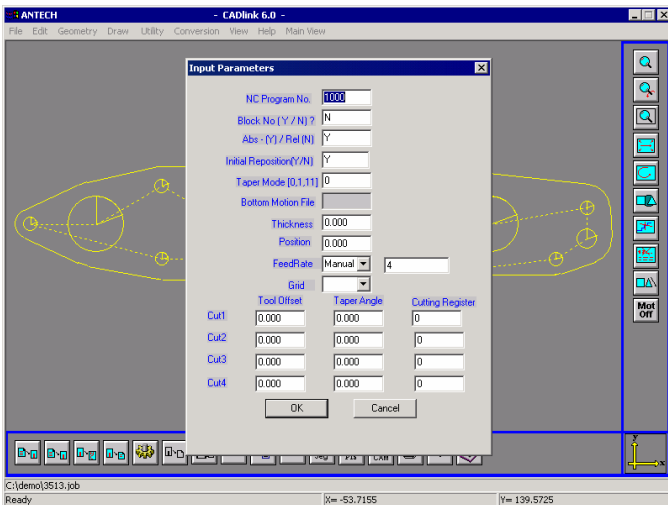 ANTECH - CADlink 6.0 -
File Edit Geometry Draw Utility Conversion View Help Main View
Input Parameters
NC Program No. 1000
Block No ( Y / N) ? N
Abs - (Y) / Rel (N) Y
Initial Reposition(Y/N) Y
Taper Mode [0,1,11] 0
Bottom Motion File
Thickness 0.000
Position 0.000
FeedRate Manual 4
Grid
Tool Offset Taper Angle Cutting Register
Cut1 0.000 0.000 0
Cut2 0.000 0.000 0
Cut3 0.000 0.000 0
Cut4 0.000 0.000 0
OK Cancel
Mot
Off
Y
X
C:\demo\3513.job
Ready X= -53.7155 Y= 139.5725